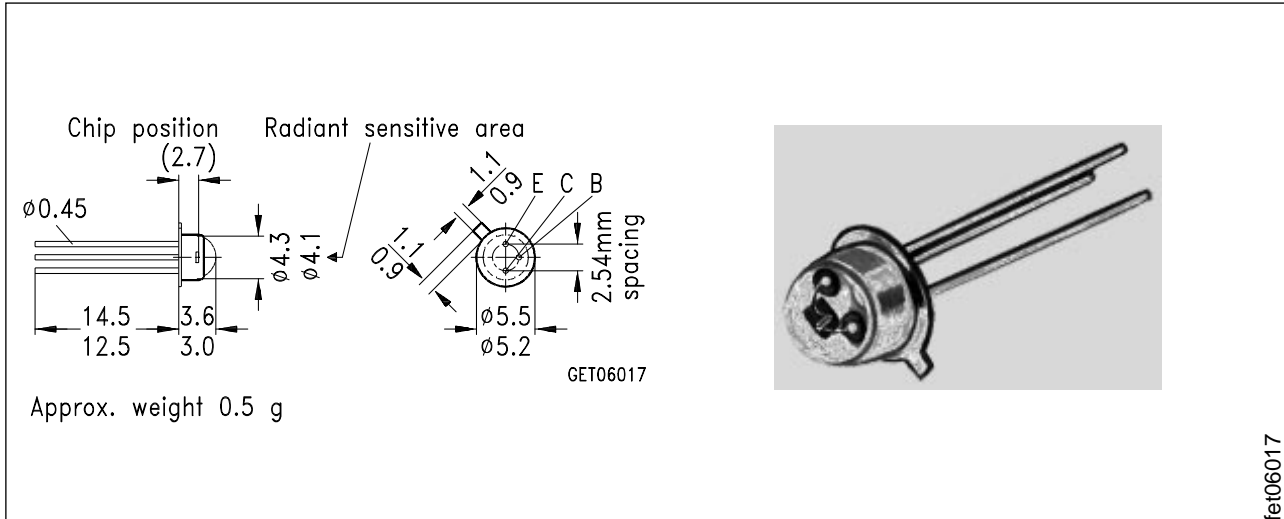 Chip position
(2.7)
Radiant sensitive area
ø0.45
ø4.3
ø4.1
14.5
12.5
3.6
3.0
1.1
0.9
1.1
0.9
E C B
2.54mm
spacing
ø5.5
ø5.2
GET06017
Approx. weight 0.5 g
fet06017